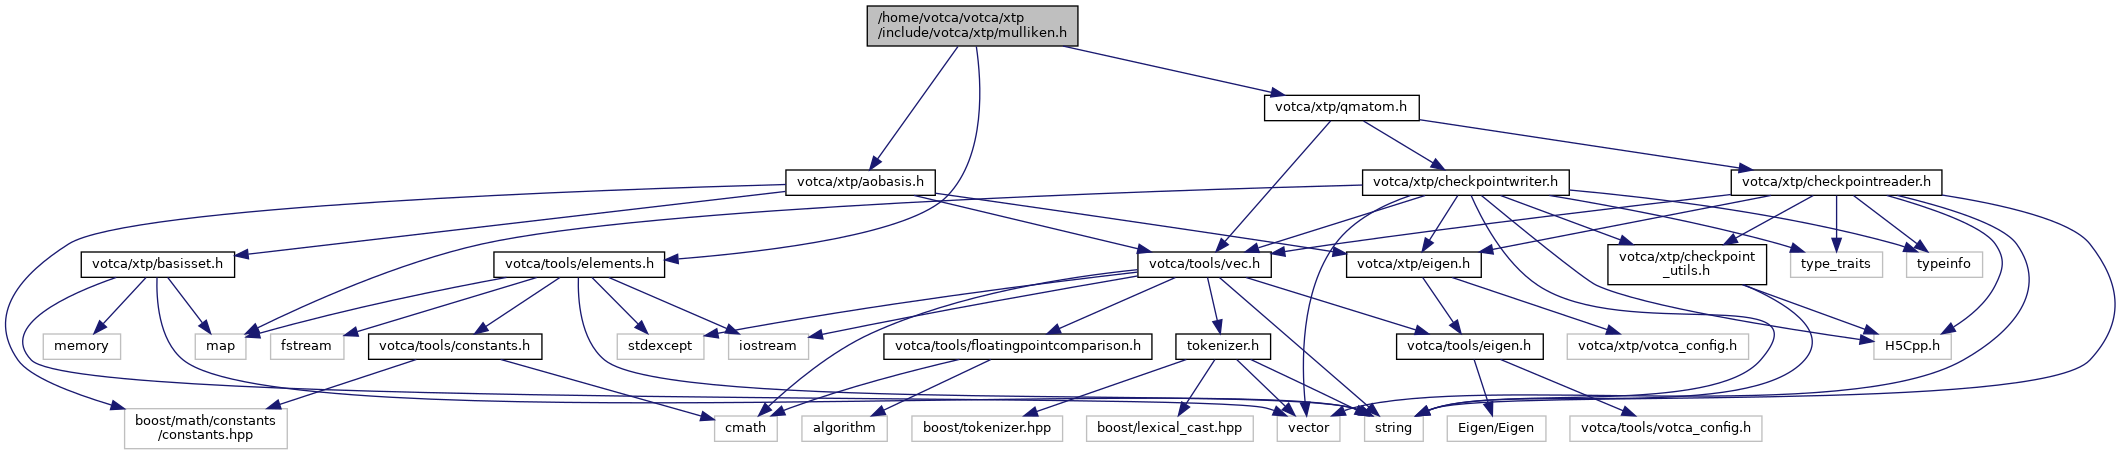 /home/votca/votca/xtp
/include/votca/xtp/mulliken.h
votca/xtp/qmatom.h
votca/xtp/aobasis.h
votca/xtp/checkpointwriter.h
votca/xtp/checkpointreader.h
votca/xtp/basisset.h
votca/tools/elements.h
votca/tools/vec.h
votca/xtp/eigen.h
votca/xtp/checkpoint
_utils.h
type_traits
typeinfo
memory
map
fstream
votca/tools/constants.h
stdexcept
iostream
votca/tools/floatingpointcomparison.h
tokenizer.h
votca/tools/eigen.h
votca/xtp/votca_config.h
H5Cpp.h
boost/math/constants
/constants.hpp
cmath
algorithm
boost/tokenizer.hpp
boost/lexical_cast.hpp
vector
string
Eigen/Eigen
votca/tools/votca_config.h